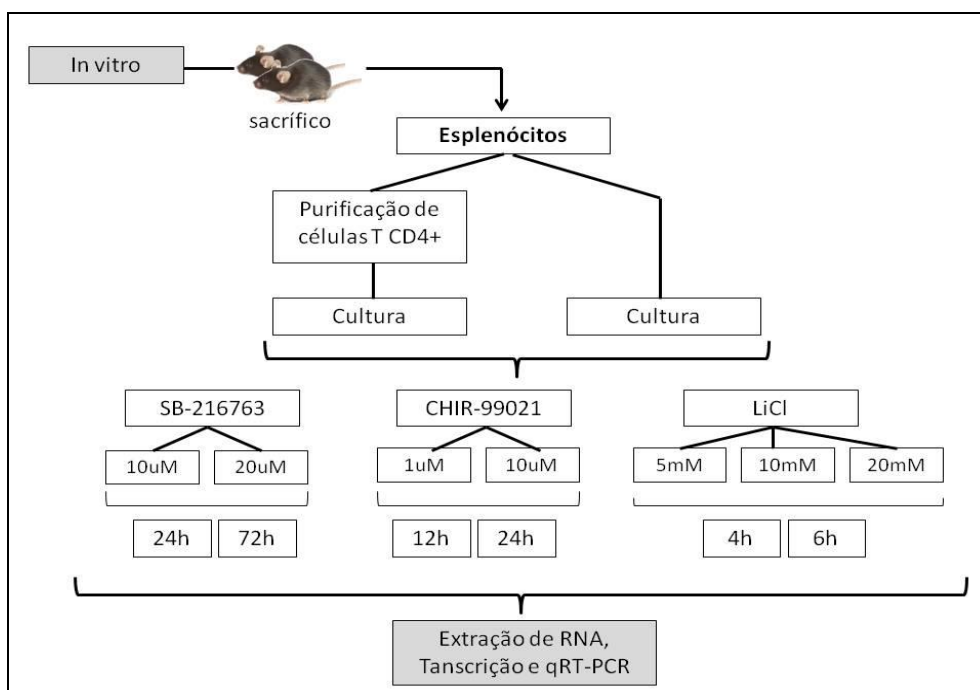 In vitro
sacrífico
Esplenócitos
Purificação de
células T CD4+
Cultura
Cultura
SB-216763
CHIR-99021
LiCl
10uM
20uM
1uM
10uM
5mM
10mM
20mM
24h
72h
12h
24h
4h
6h
Extração de RNA,
Tanscrição e qRT-PCR